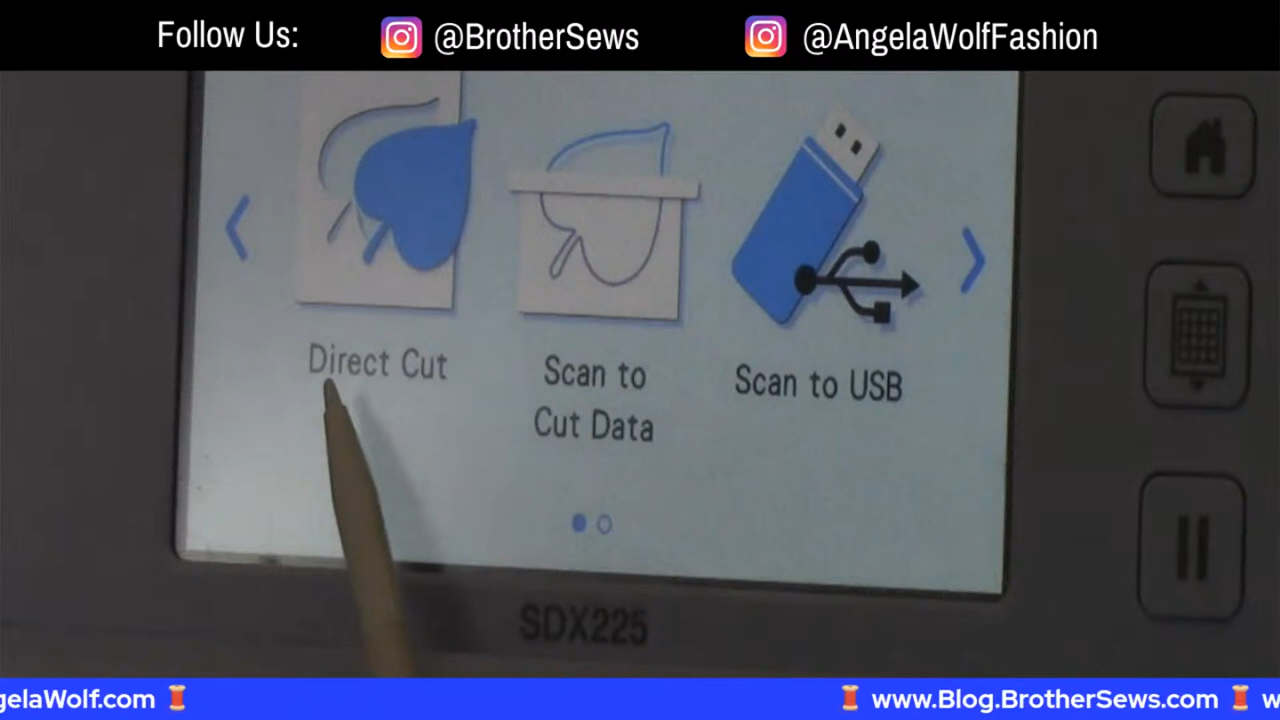 Follow Us: @BrotherSews @AngelaWolfFashion
Direct Cut
Scan to
Cut Data
Scan to USB
SDX225
gelaWolf.com www.Blog.BrotherSews.com w